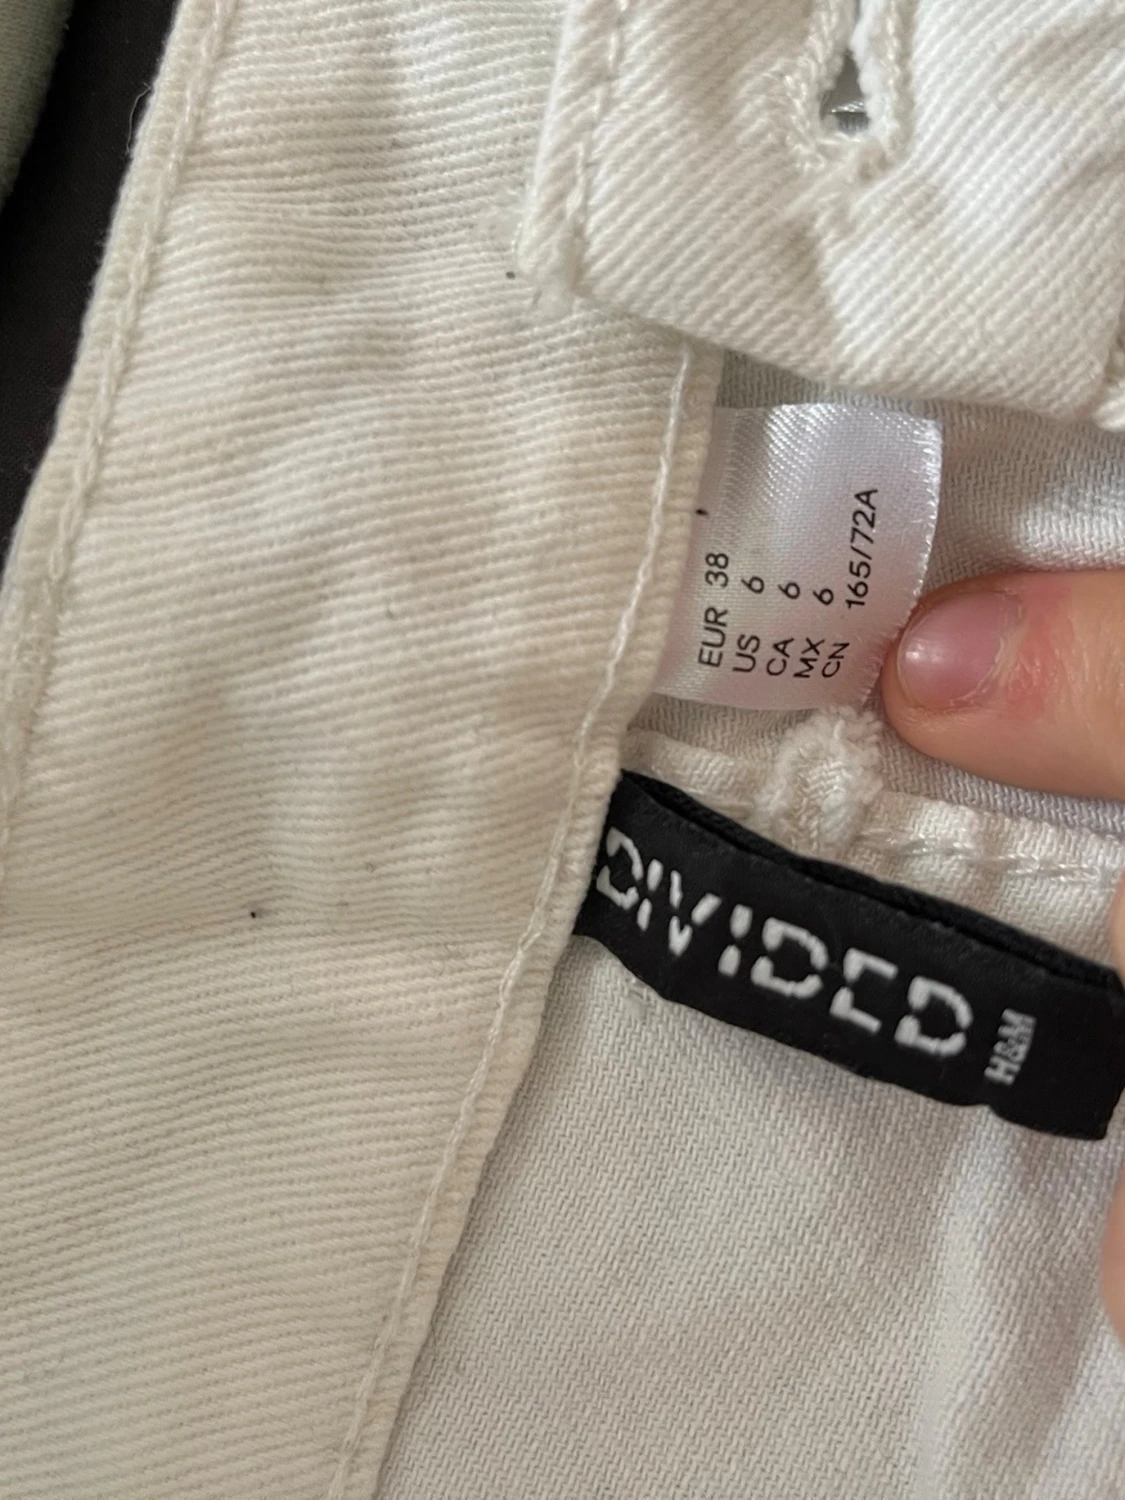 EUR 38
US 6
CA 6
MX 6
CN 165/72A
DIVIDED
H&M